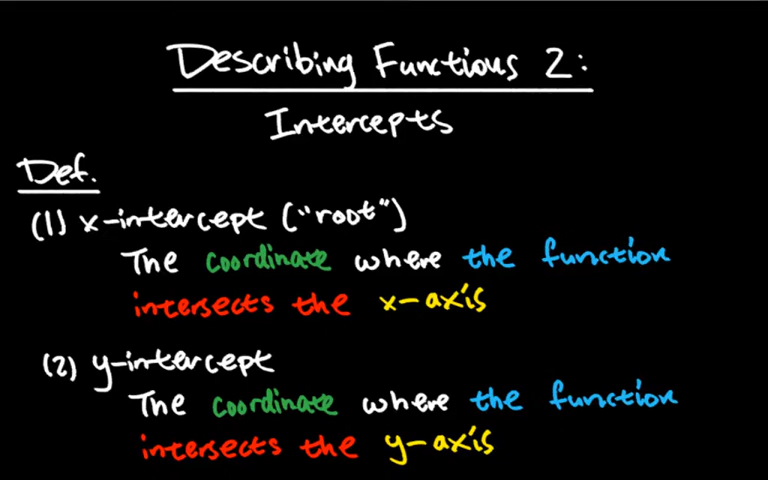 Describing Functions 2:
Intercepts
Def.
(1) x-intercept ("root")
The coordinate where the function
intersects the x-axis
(2) y-intercept
The coordinate where the function
intersects the y-axis